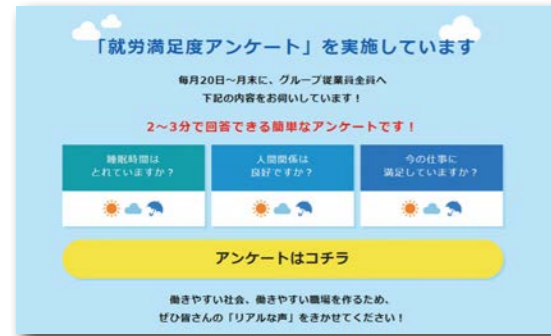 「就労満足度アンケート」を実施しています
毎月20日〜月末に、グループ従業員全員へ
下記の内容をお伺いしています！
2〜3分で回答できる簡単なアンケートです！
睡眠時間は
とれていますか？
人間関係は
良好ですか？
今の仕事に
満足していますか？
アンケートはコチラ
働きやすい社会、働きやすい職場を作るため、
ぜひ皆さんの「リアルな声」をきかせてください！